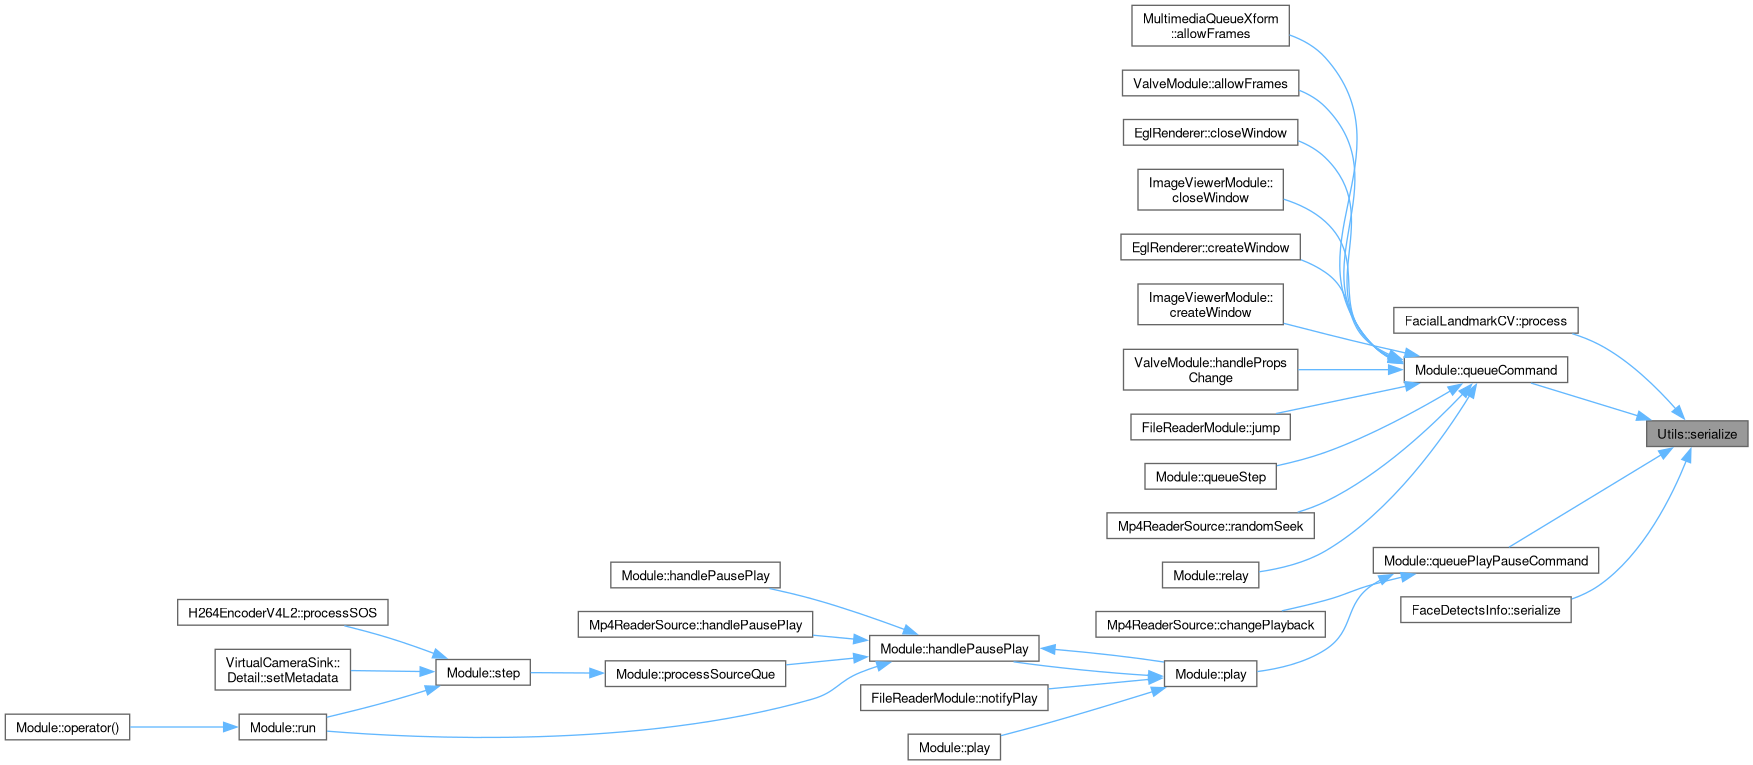 MultimediaQueueXform
::allowFrames
ValveModule::allowFrames
EglRenderer::closeWindow
ImageViewerModule::
closeWindow
EglRenderer::createWindow
ImageViewerModule::
createWindow
FacialLandmarkCV::process
ValveModule::handleProps
Change
Module::queueCommand
FileReaderModule::jump
Utils::serialize
Module::queueStep
Mp4ReaderSource::randomSeek
Module::queuePlayPauseCommand
Module::relay
Module::handlePausePlay
H264EncoderV4L2::processSOS
FaceDetectsInfo::serialize
Mp4ReaderSource::handlePausePlay
Mp4ReaderSource::changePlayback
Module::handlePausePlay
VirtualCameraSink::
Detail::setMetadata
Module::step
Module::processSourceQue
Module::play
FileReaderModule::notifyPlay
Module::operator()
Module::run
Module::play